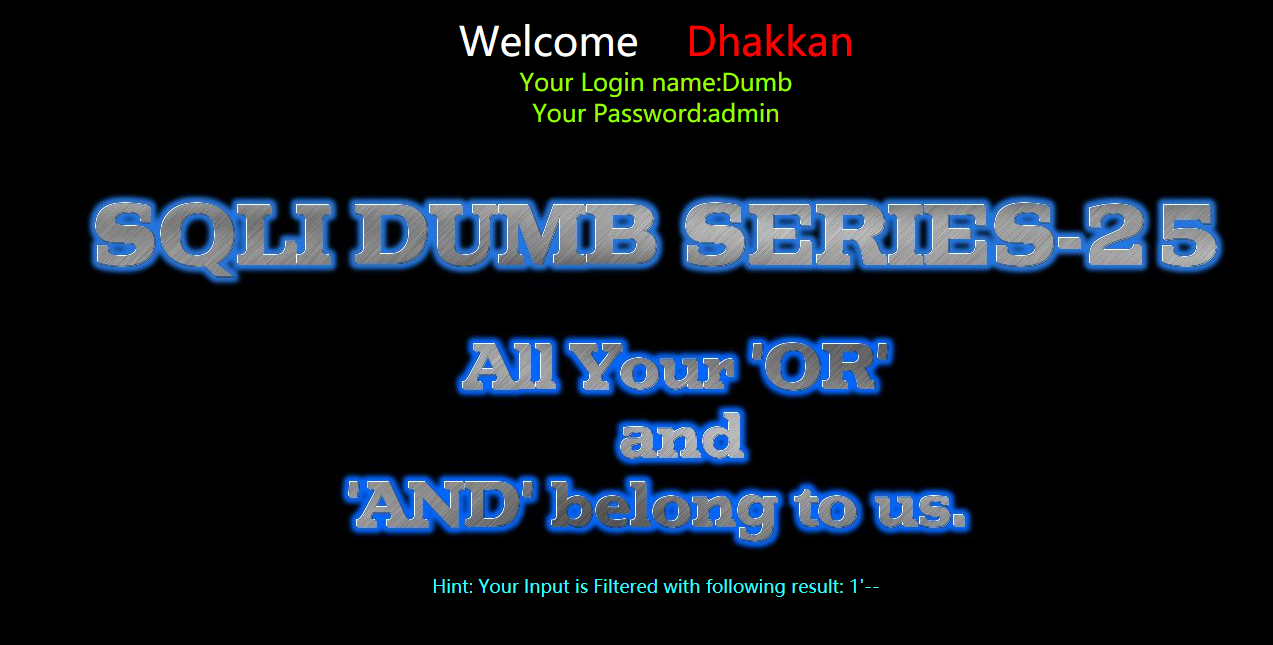 Welcome Dhakkan
Your Login name:Dumb
Your Password:admin
SQLI DUMB SERIES-25
All Your 'OR'
and
'AND' belong to us.
Hint: Your Input is Filtered with following result: 1'--